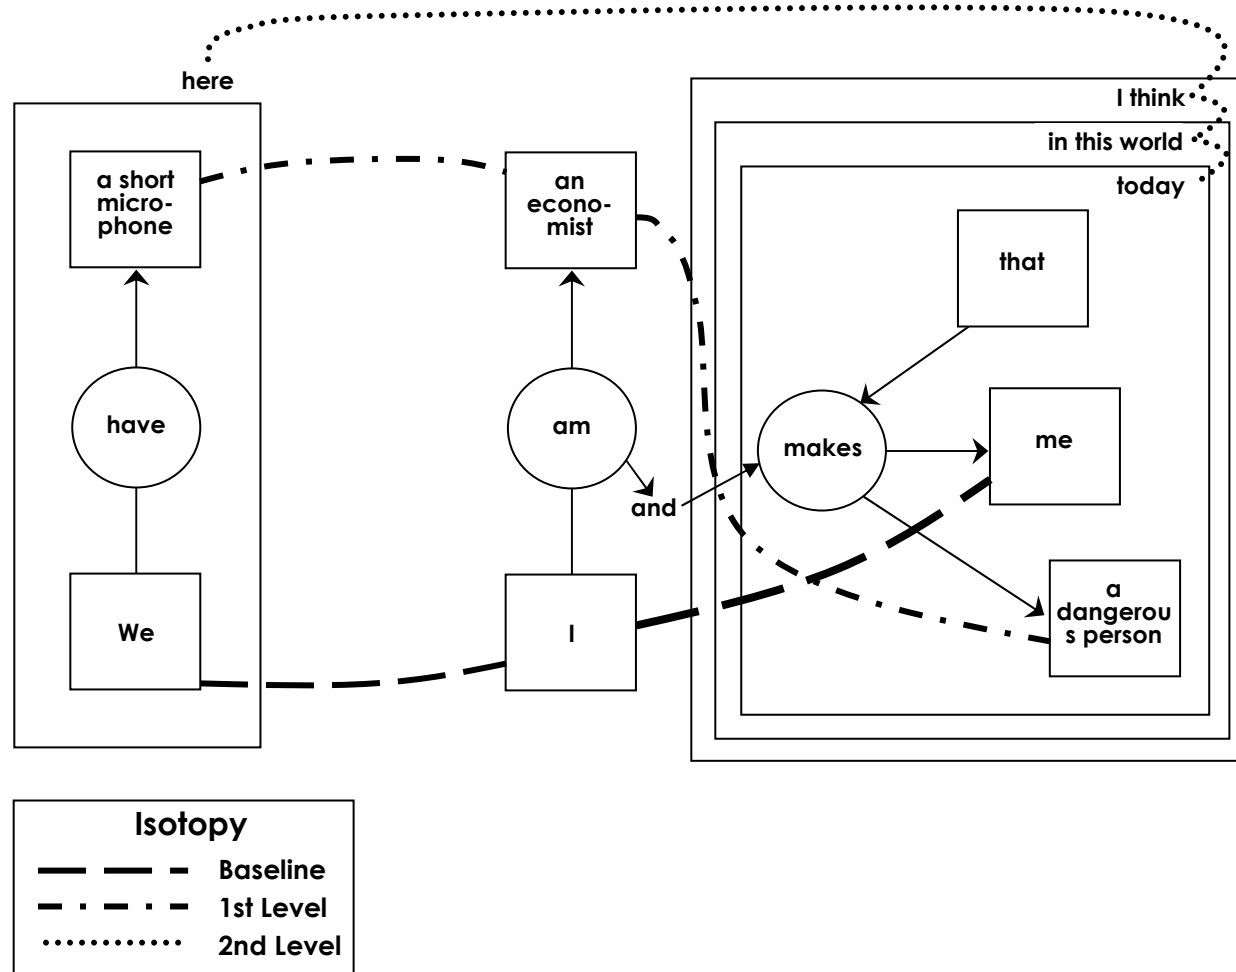 here
I think
in this world
today
a short
micro-
phone
an
econo-
mist
that
have
am
makes
me
and
We
I
a
dangerou
s person
Isotopy
Baseline
1st Level
2nd Level